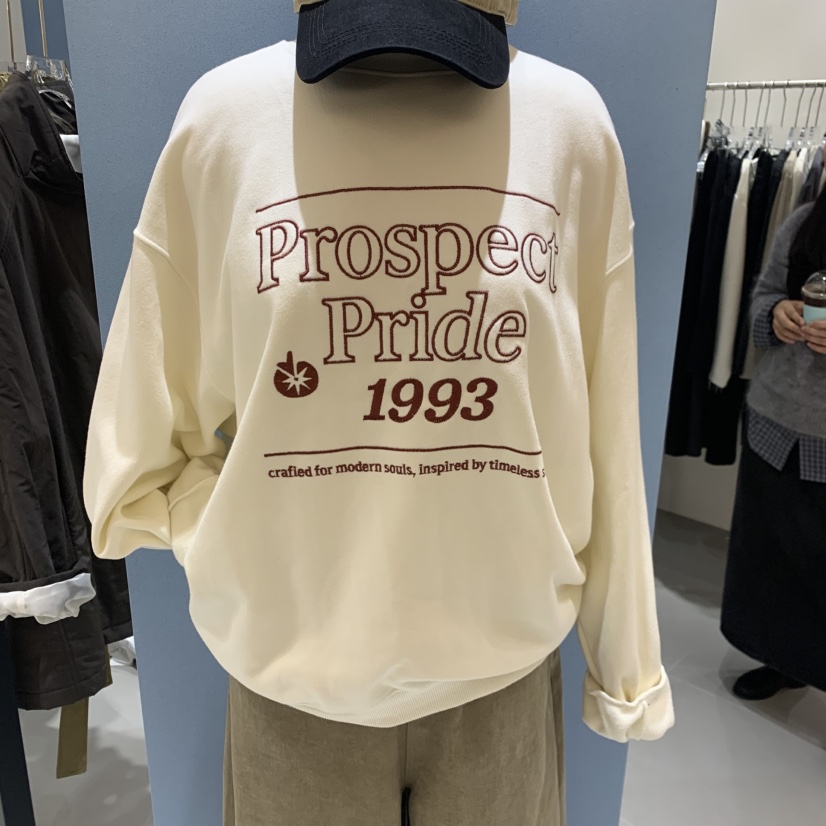 Prospect
Pride
1993
crafied for modern souls, inspired by timeless